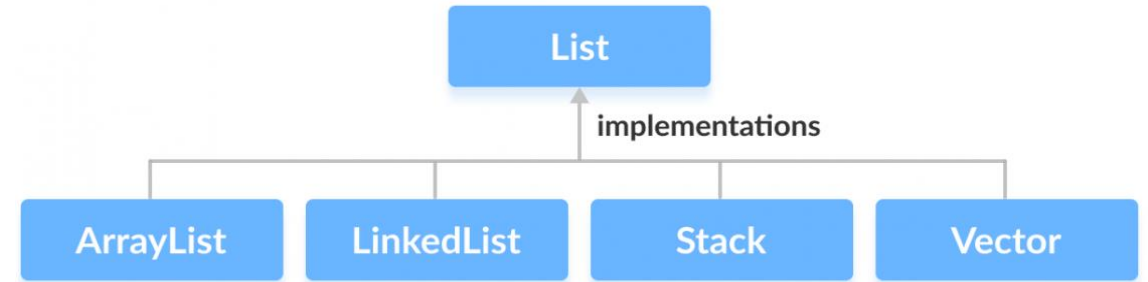 List
implementations
ArrayList
LinkedList
Stack
Vector